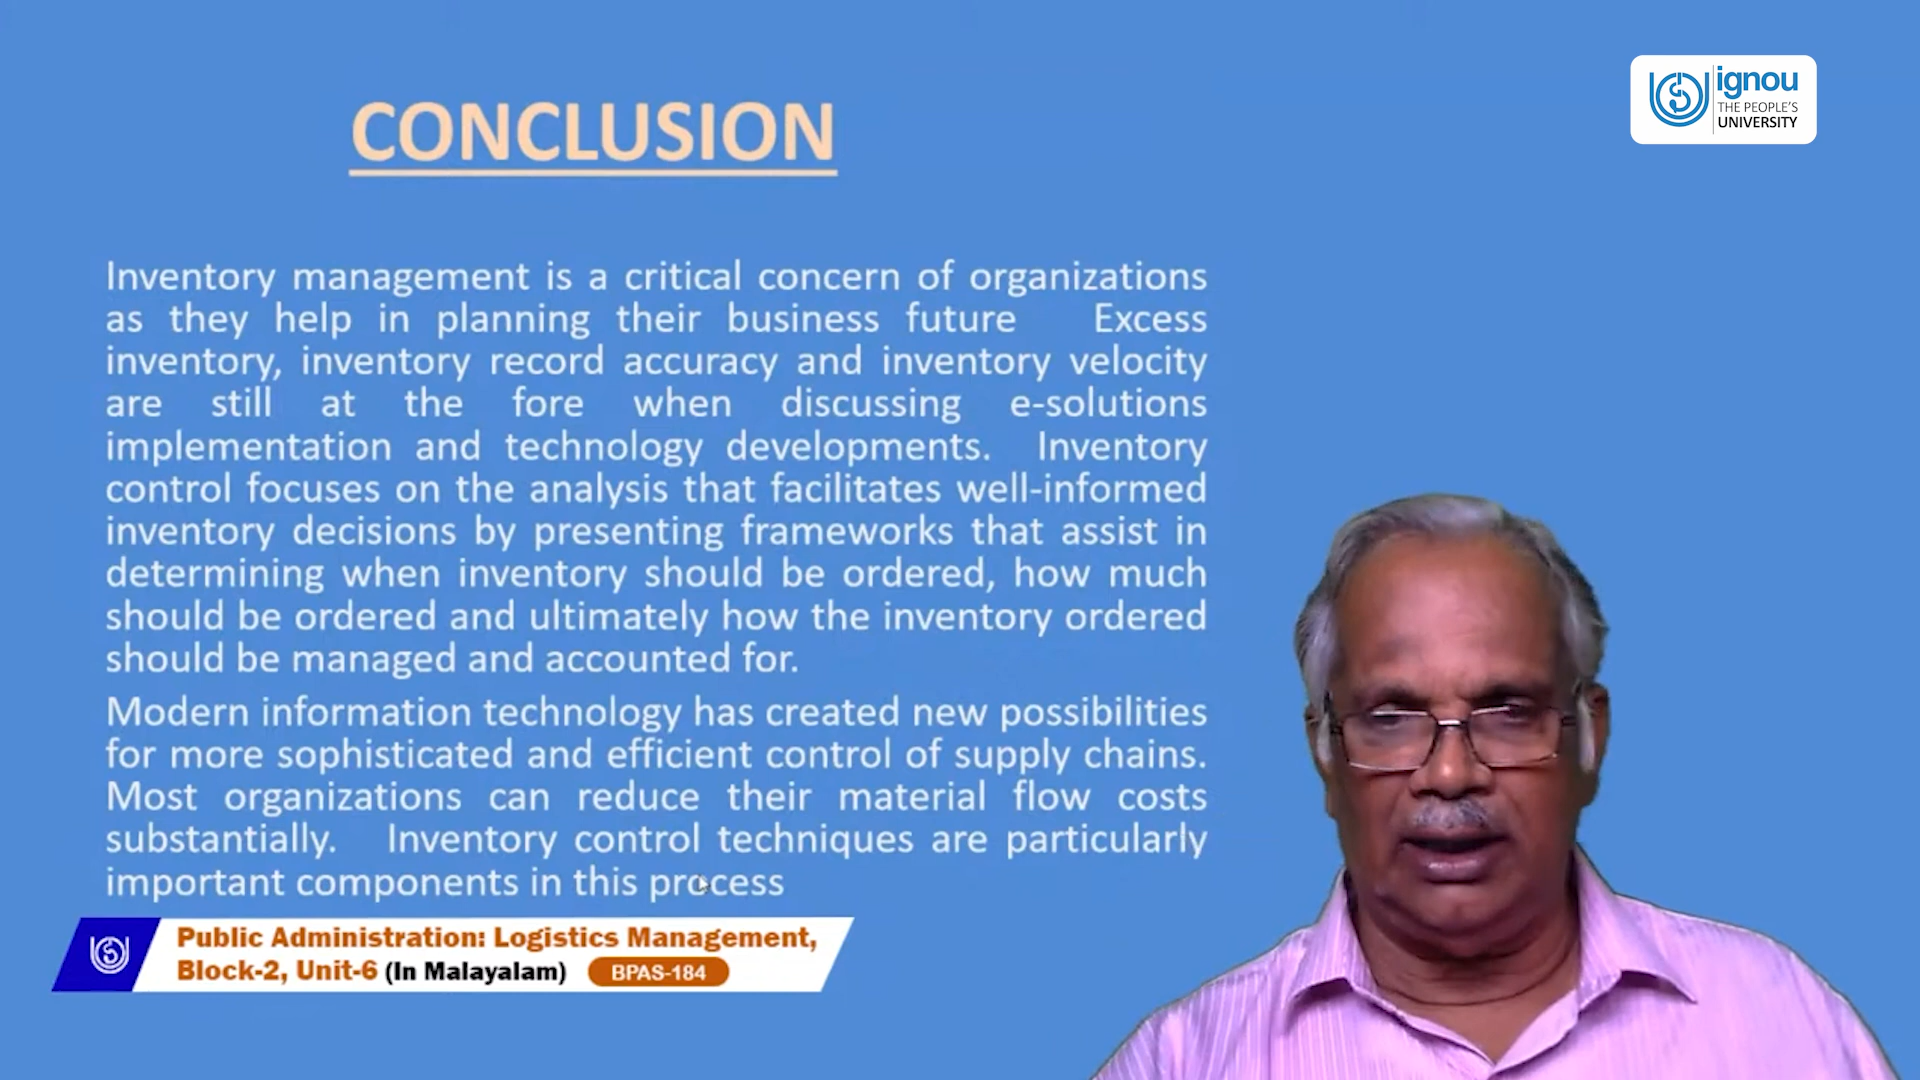 ignou
THE PEOPLE'S
UNIVERSITY
CONCLUSION
Inventory management is a critical concern of organizations
as they help in planning their business future Excess
inventory, inventory record accuracy and inventory velocity
are still at the fore when discussing e-solutions
implementation and technology developments. Inventory
control focuses on the analysis that facilitates well-informed
inventory decisions by presenting frameworks that assist in
determining when inventory should be ordered, how much
should be ordered and ultimately how the inventory ordered
should be managed and accounted for.
Modern information technology has created new possibilities
for more sophisticated and efficient control of supply chains.
Most organizations can reduce their material flow costs
substantially. Inventory control techniques are particularly
important components in this process
Public Administration: Logistics Management,
Block-2, Unit-6 (In Malayalam) BPAS-184